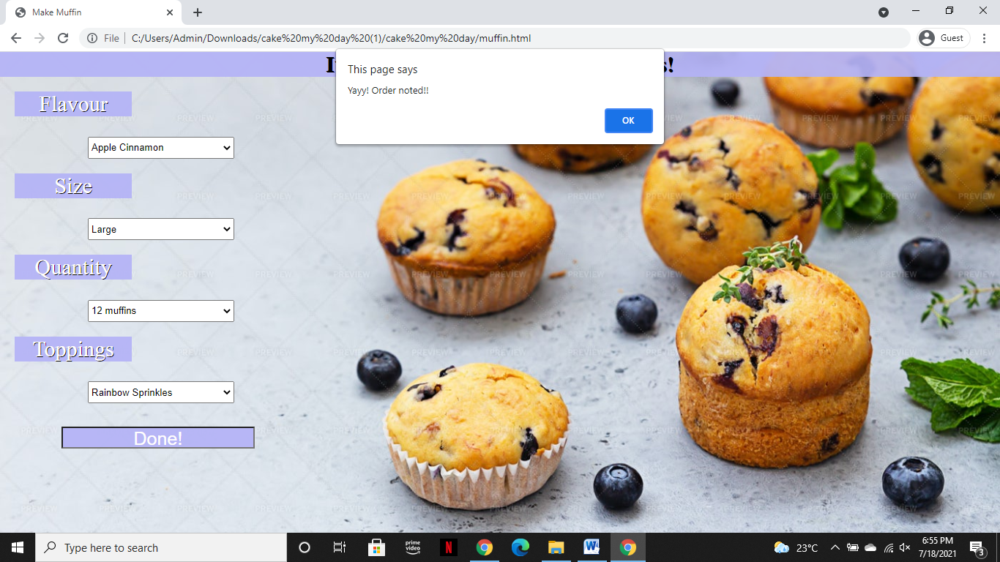 Make Muffin
File
C:/Users/Admin/Downloads/cake%20my%20day%20(1)/cake%20my%20day/muffin.html
Guest
s!
This page says
Yayy! Order noted!!
OK
Flavour
Apple Cinnamon
Size
Large
Quantity
12 muffins
Toppings
Rainbow Sprinkles
Done!
PREVIEW
Type here to search
prime video
N
W
23°C
6:55 PM
7/18/2021
3